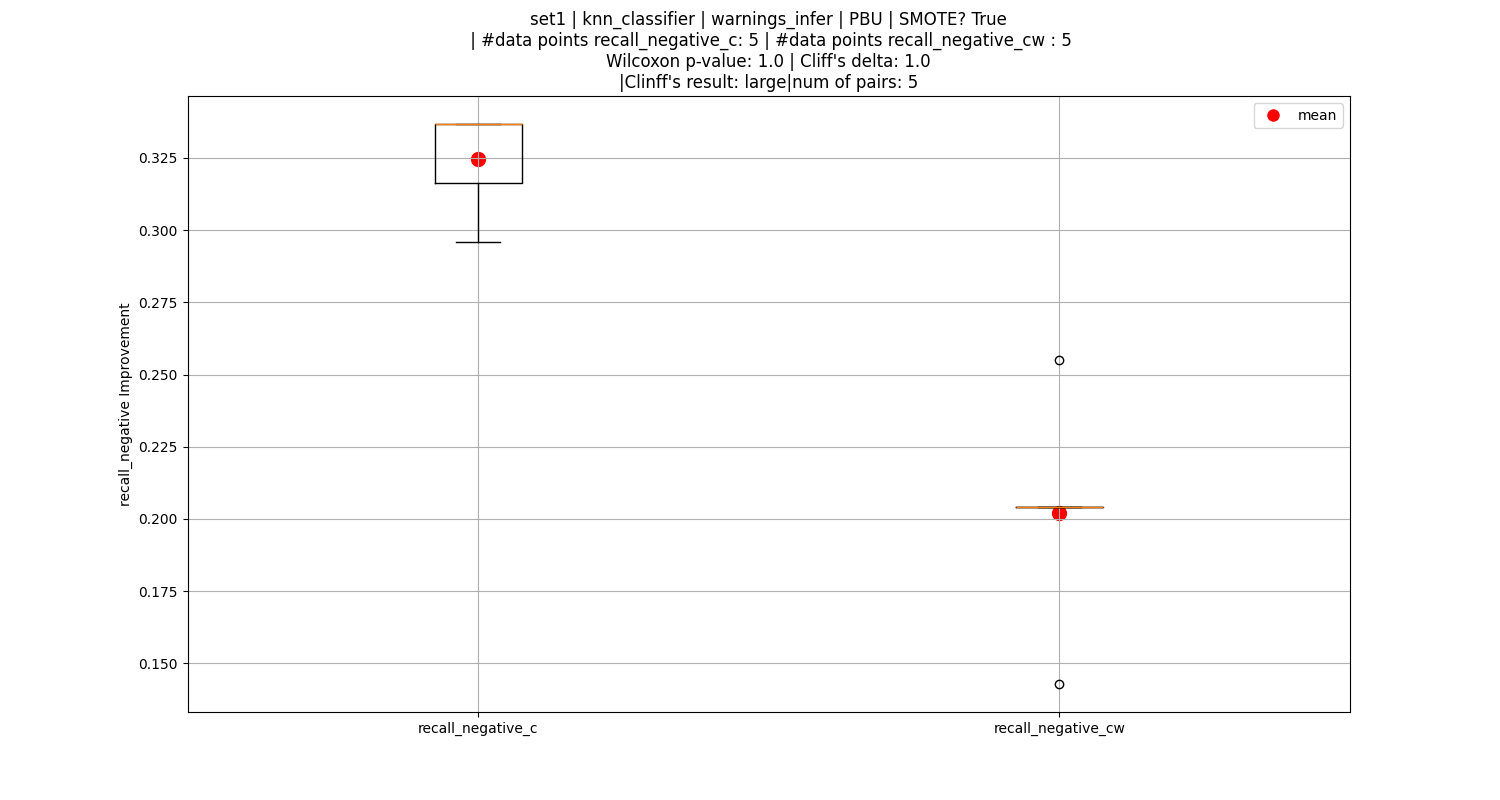 set1 | knn_classifier | warnings_infer | PBU | SMOTE? True
| #data points recall_negative_c: 5 | #data points recall_negative_cw : 5
Wilcoxon p-value: 1.0 | Cliff's delta: 1.0
|Clinff's result: large|num of pairs: 5
mean
recall_negative Improvement
0.325
0.300
0.275
0.250
0.225
0.200
0.175
0.150
recall_negative_c
recall_negative_cw